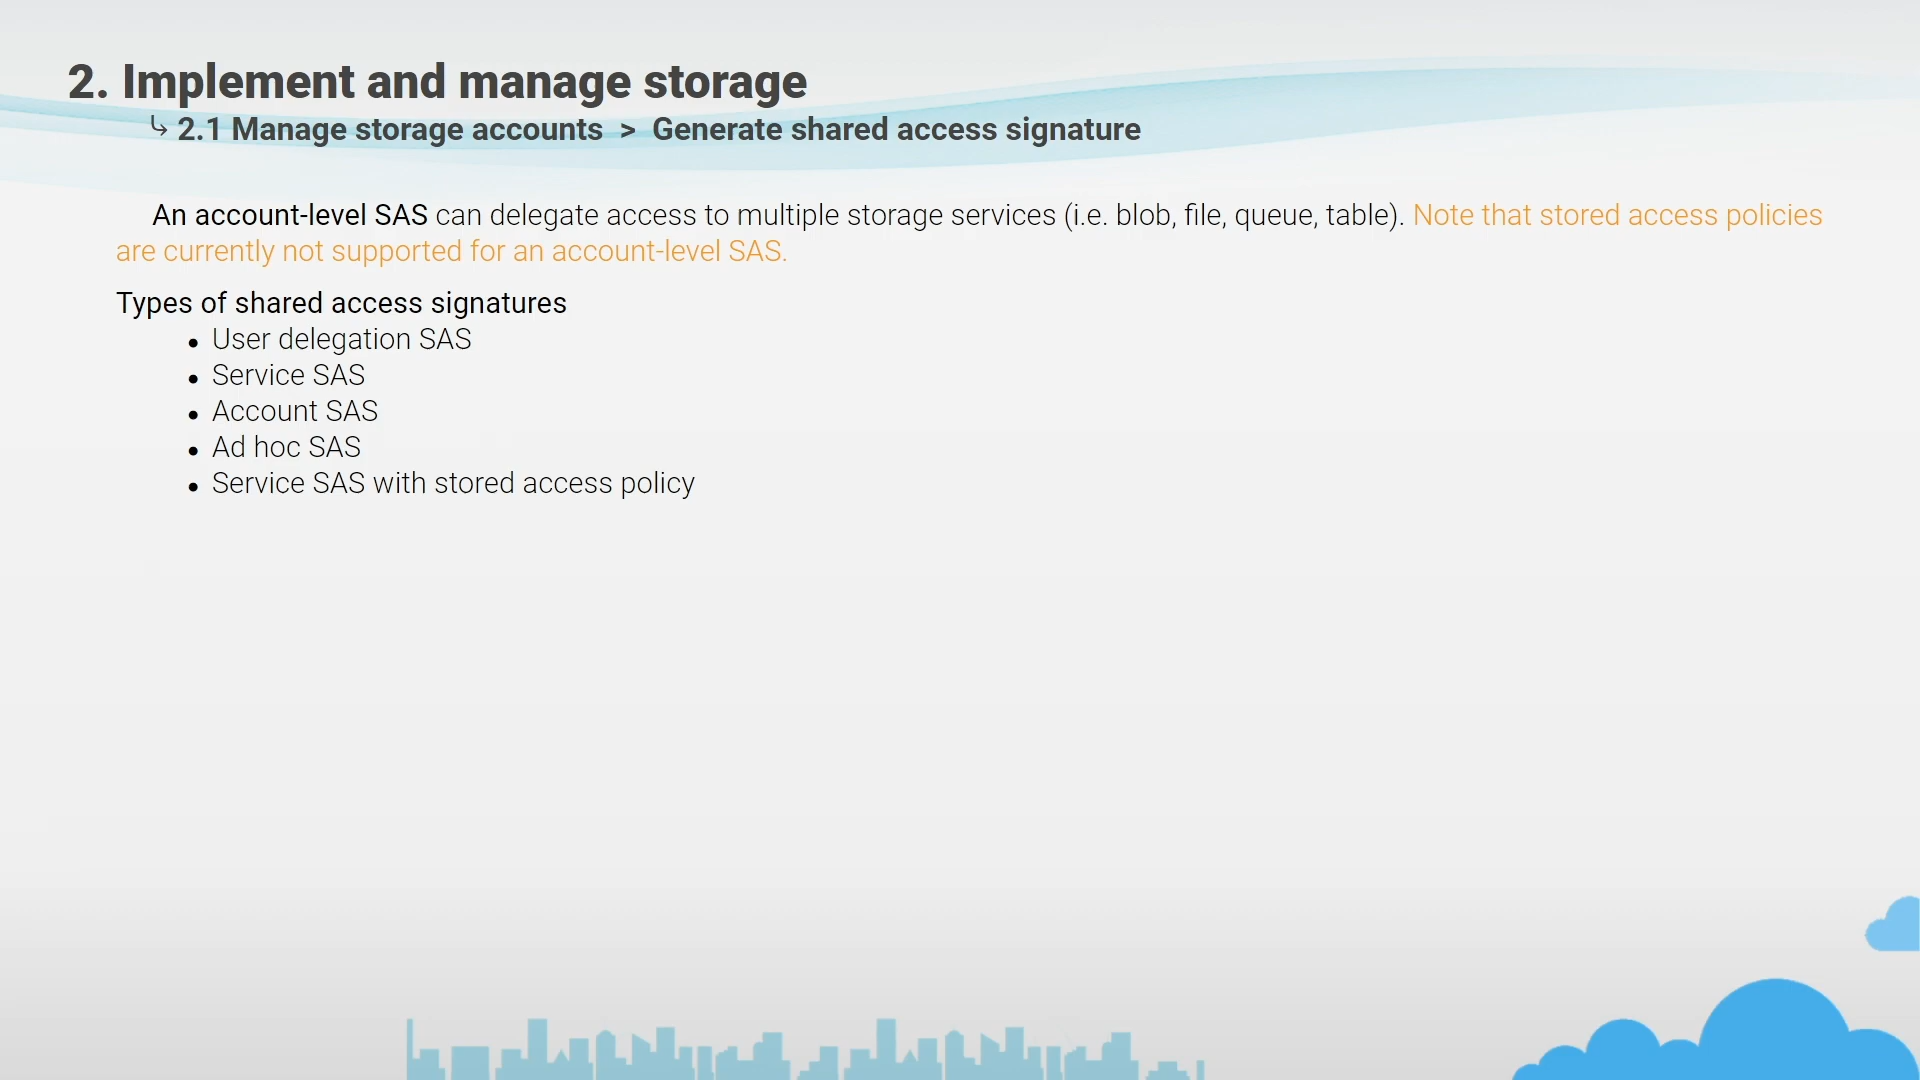 2. Implement and manage storage
↳ 2.1 Manage storage accounts > Generate shared access signature
An account-level SAS can delegate access to multiple storage services (i.e. blob, file, queue, table). Note that stored access policies
are currently not supported for an account-level SAS.
Types of shared access signatures
• User delegation SAS
• Service SAS
• Account SAS
• Ad hoc SAS
• Service SAS with stored access policy